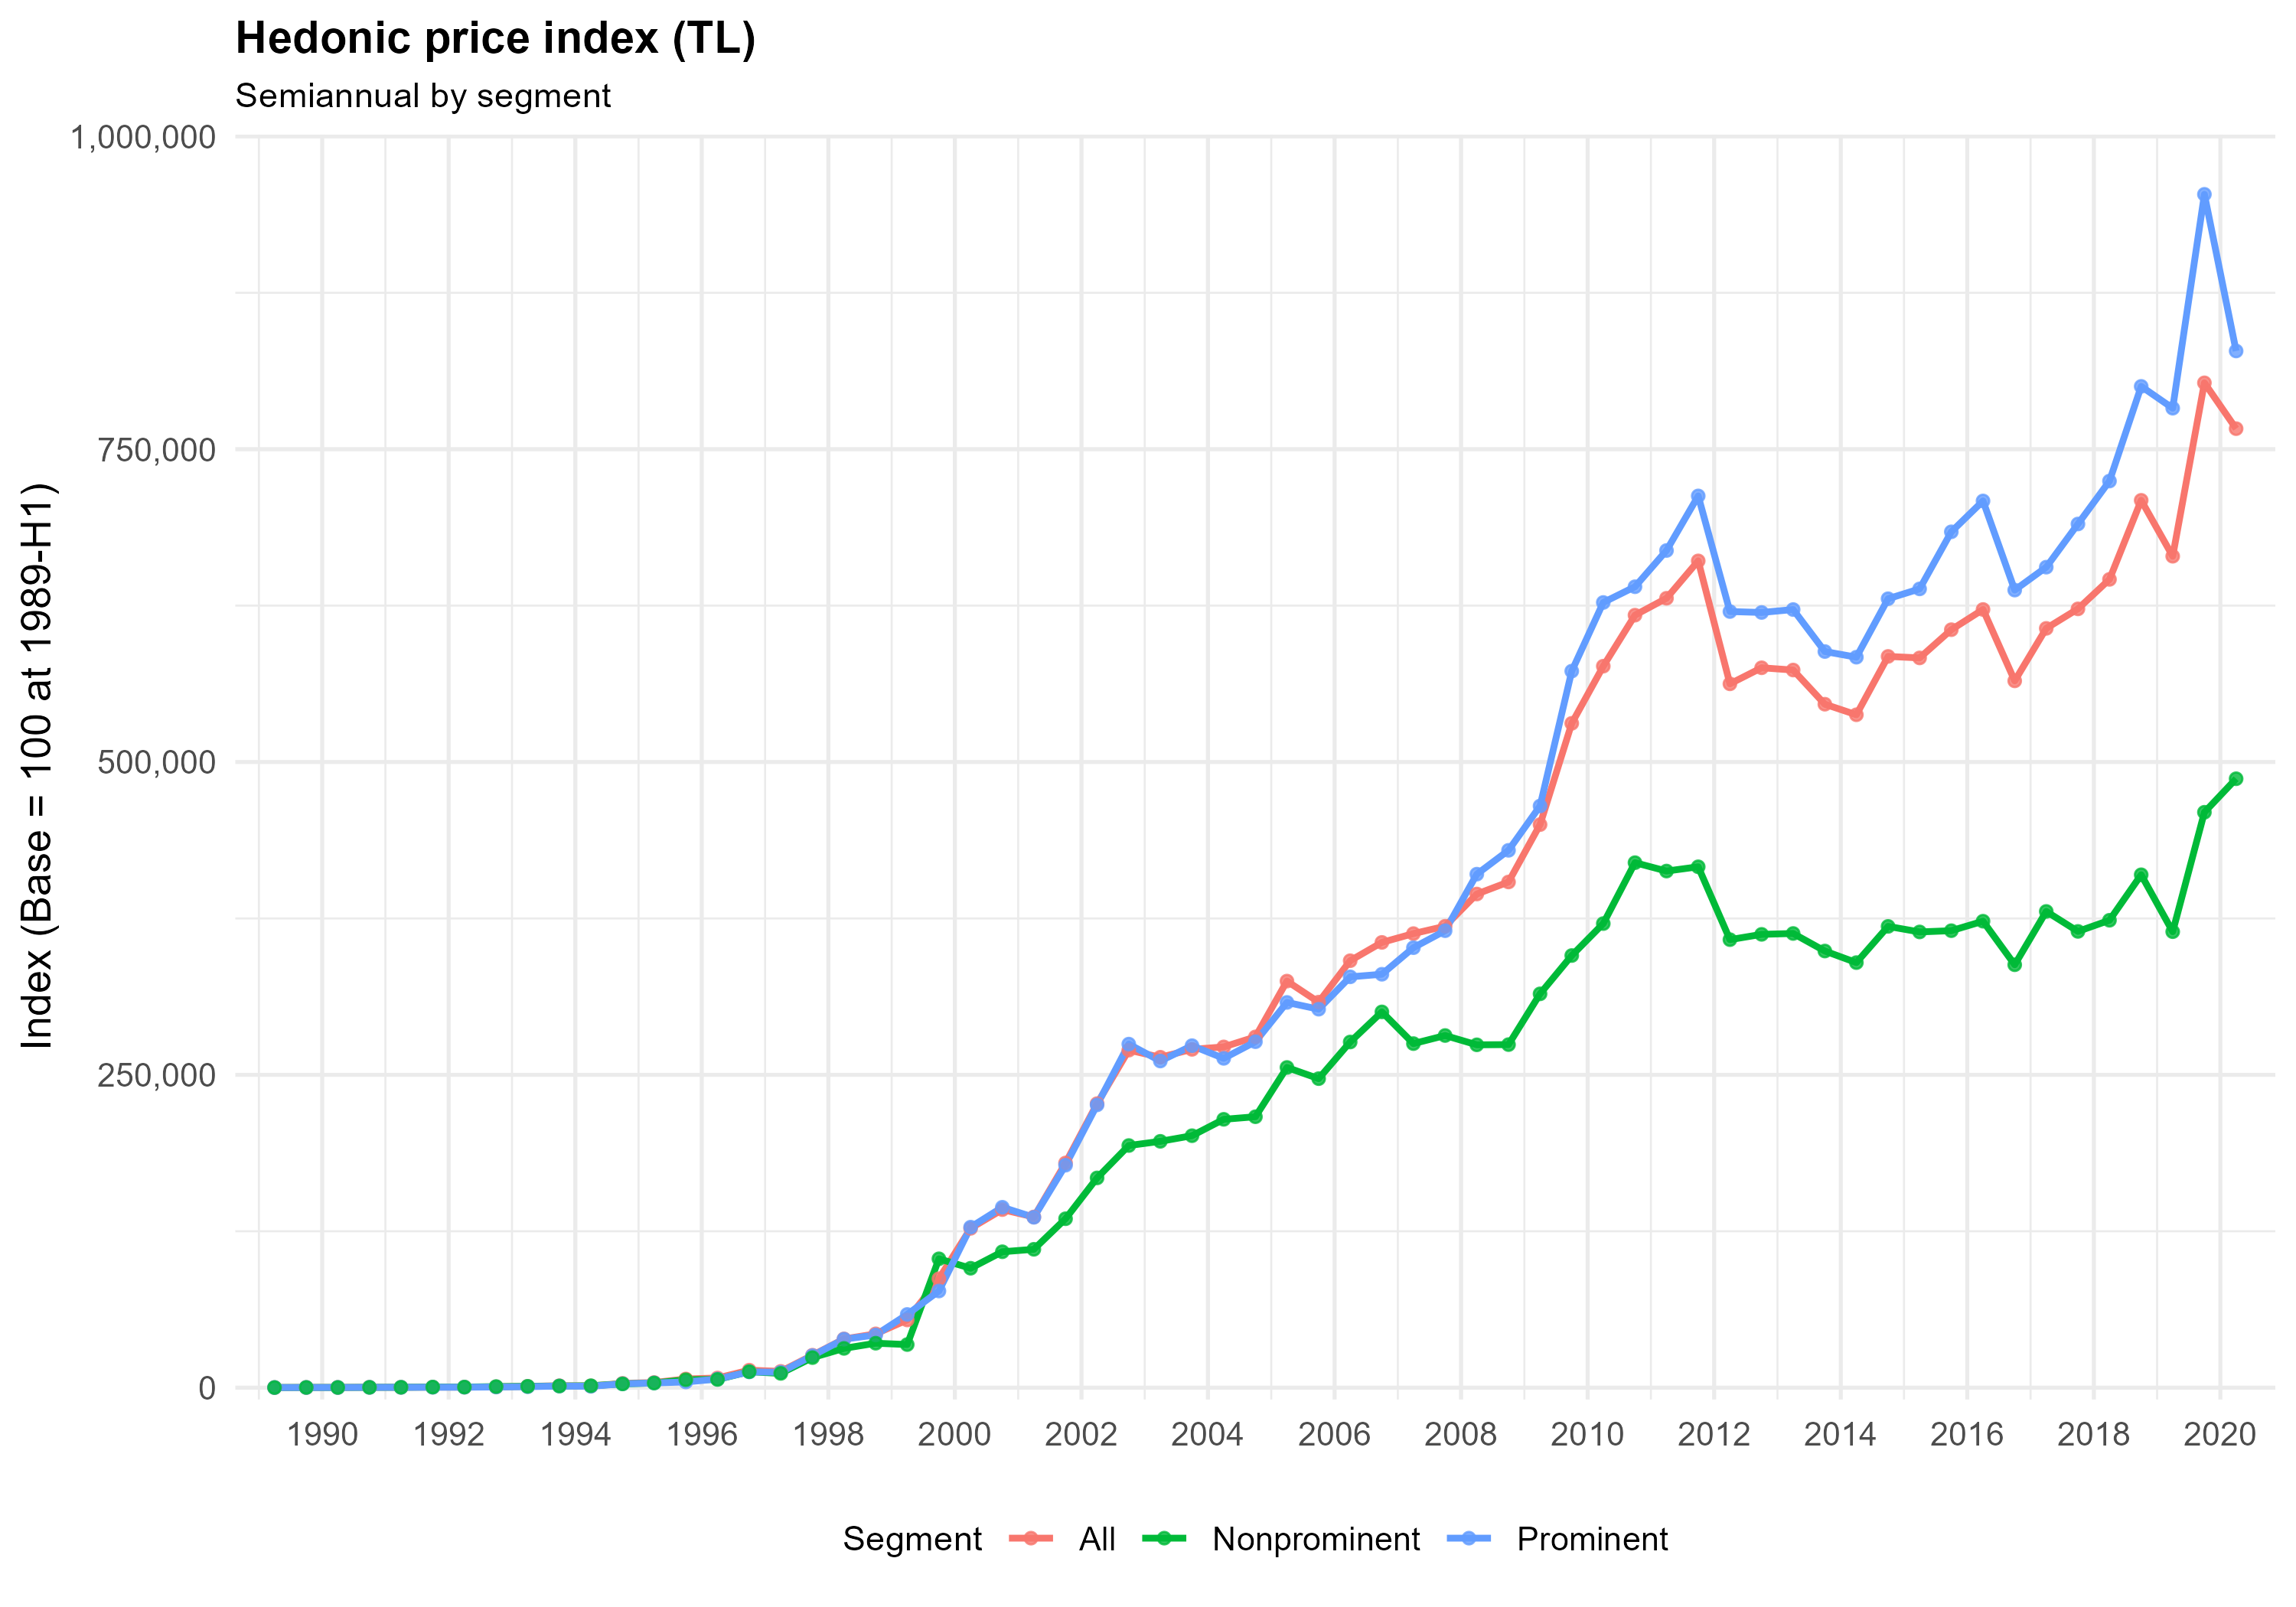 Hedonic price index (TL)
Semiannual by segment
Index (Base = 100 at 1989-H1)
1,000,000
750,000
500,000
250,000
0
1990 1992 1994 1996 1998 2000 2002 2004 2006 2008 2010 2012 2014 2016 2018 2020
Segment All Nonprominent Prominent